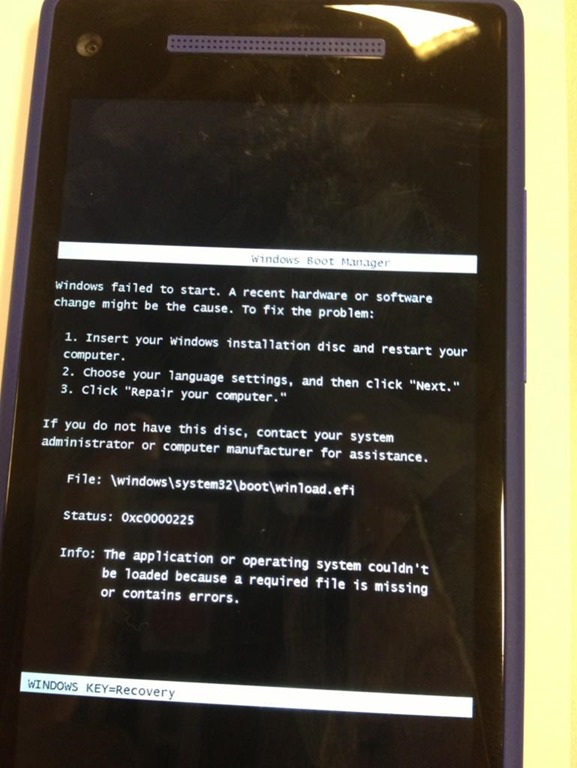 Windows Boot Manager
Windows failed to start. A recent hardware or software
change might be the cause. To fix the problem:
1. Insert your Windows installation disc and restart your
computer.
2. Choose your language settings, and then click "Next."
3. Click "Repair your computer."
If you do not have this disc, contact your system
administrator or computer manufacturer for assistance.
File: \windows\system32\boot\winload.efi
Status: 0xc0000225
Info: The application or operating system couldn't
be loaded because a required file is missing
or contains errors.
WINDOWS KEY=Recovery